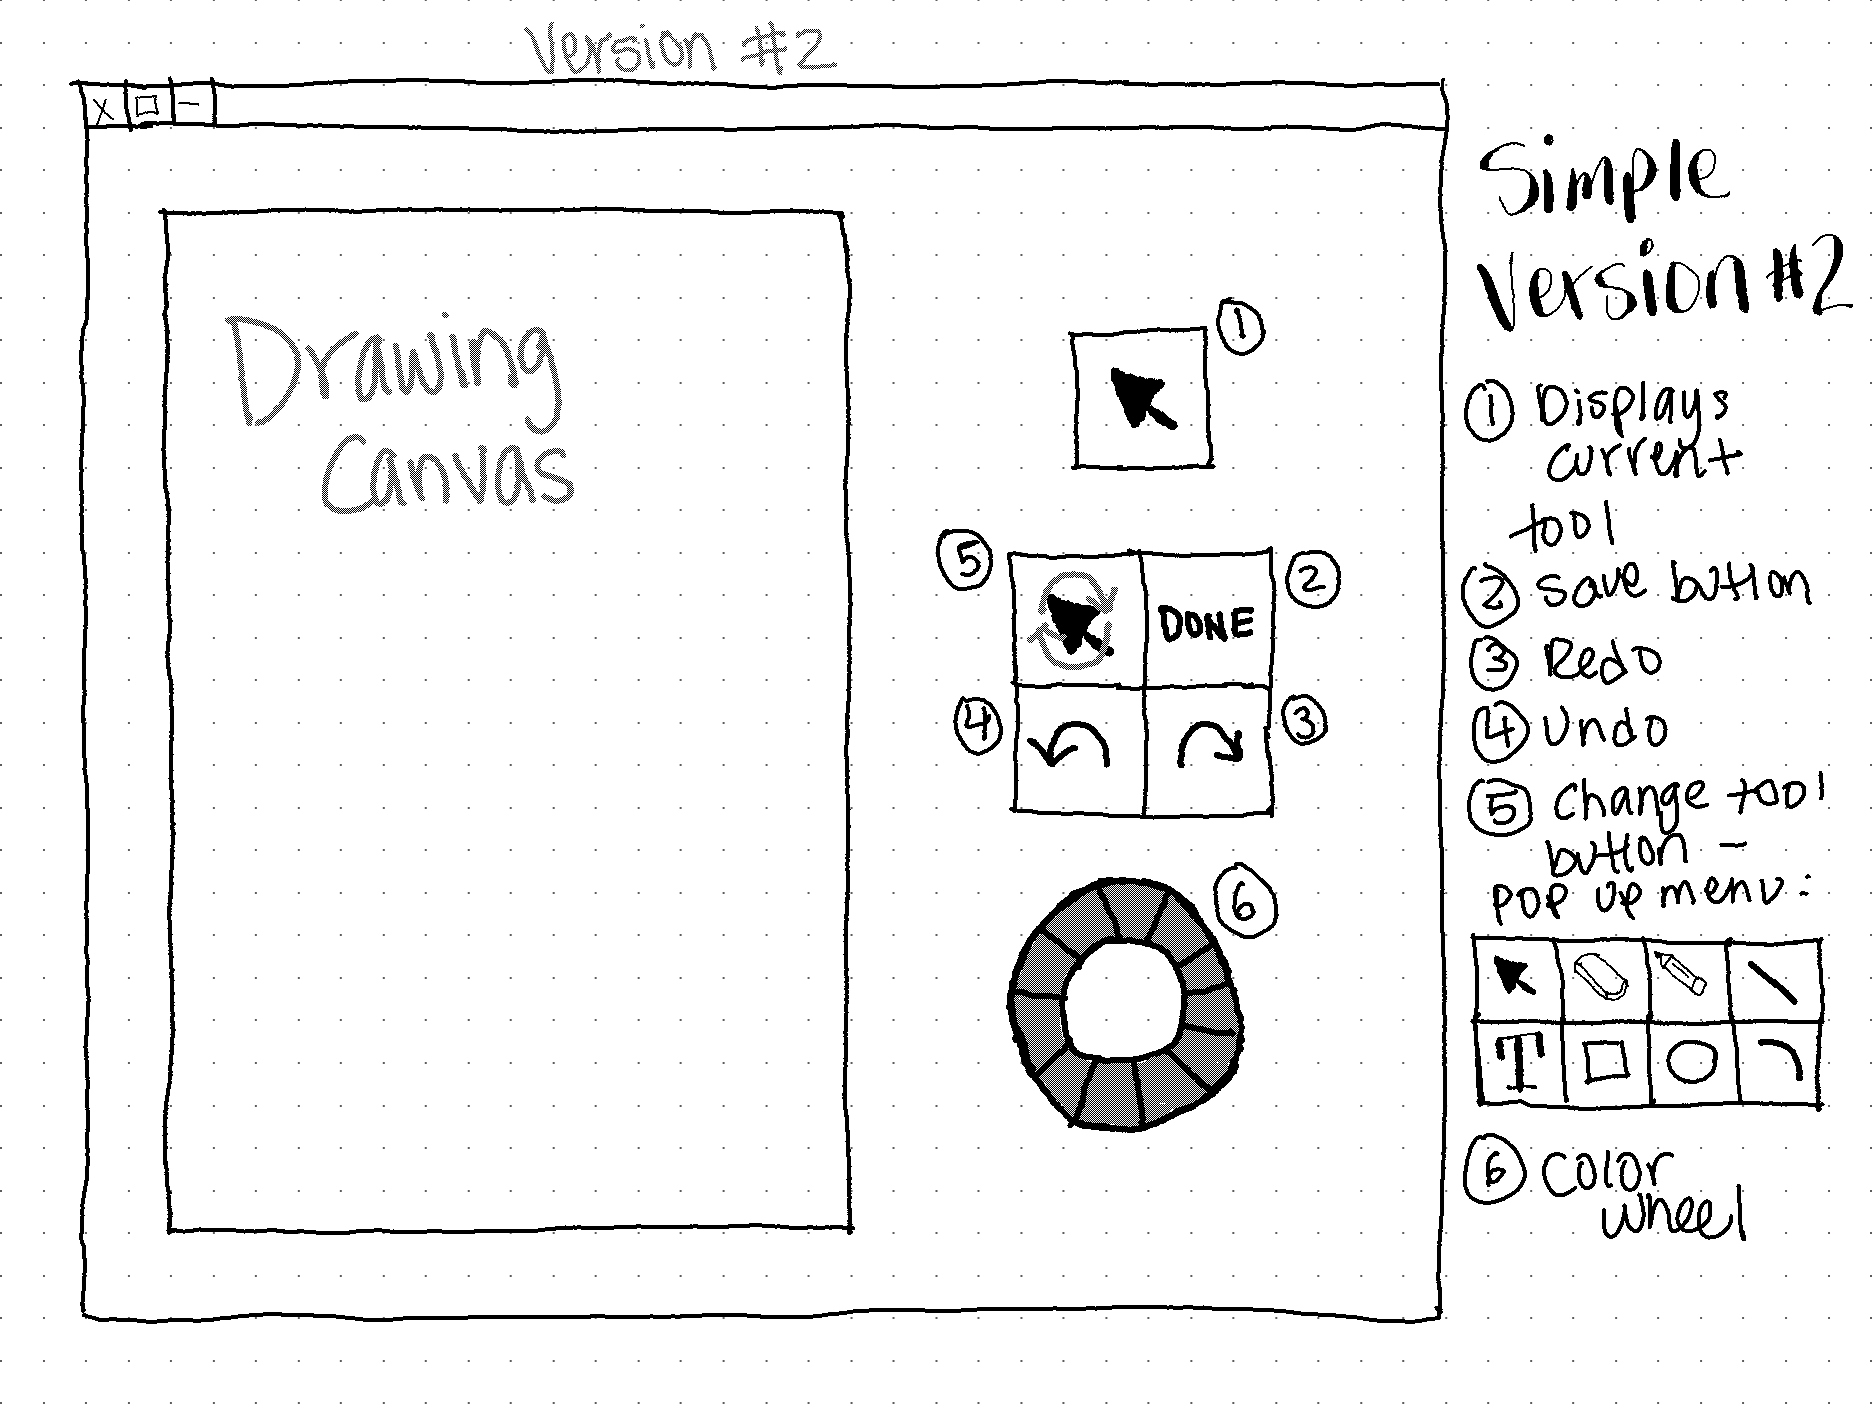 Version #2
X
Drawing
Canvas
1
5
2
DONE
4
3
6
Simple
Version #2
1 Displays
current
tool
2 Save button
3 Redo
4 Undo
5 Change tool
button -
pop up menu:
T
6 Color
wheel